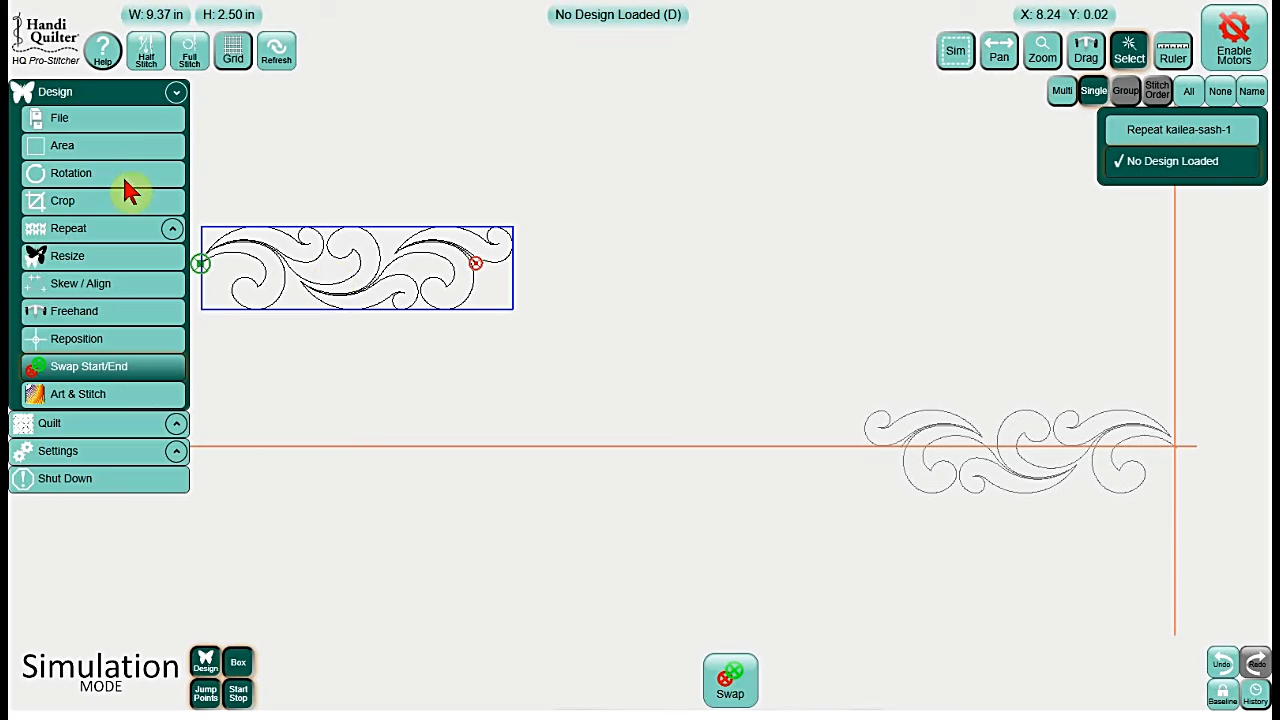 Handi
Quilter
HQ Pro-Stitcher
W: 9.37 in
H: 2.50 in
No Design Loaded (D)
X: 8.24 Y: 0.02
?
Help
Half
Stitch
Full
Stitch
Grid
Refresh
Sim
Pan
Zoom
Drag
Select
Ruler
Enable
Motors
Multi
Single
Group
Stitch
Order
All
None
Name
Repeat kailea-sash-1
✓ No Design Loaded
Design
File
Area
Rotation
Crop
Repeat
Resize
Skew / Align
Freehand
Reposition
Swap Start/End
Art & Stitch
Quilt
Settings
Shut Down
Simulation
MODE
Design
Box
Jump
Points
Start
Stop
Swap
Undo
Redo
Baseline
History